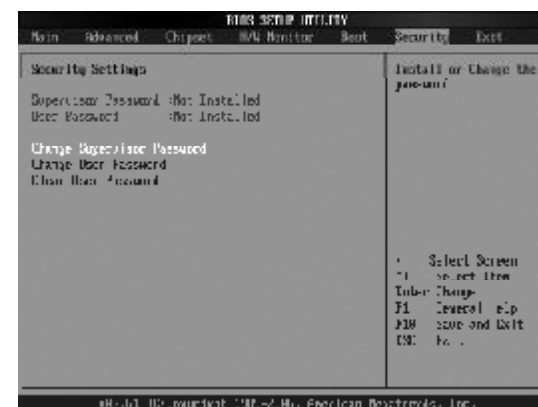 BIOS SETUP UTILITY
Main Advanced Chipset H/W Monitor Boot Security Exit
Security Settings
Install or Change the
password
Supervisor Password :Not Installed
User Password :Not Installed
Change Supervisor Password
Change User Password
Clear User Password
Select Screen
Select Item
Enter Change
F1 General Help
F10 Save and Exit
ESC
American Megatrends, Inc.